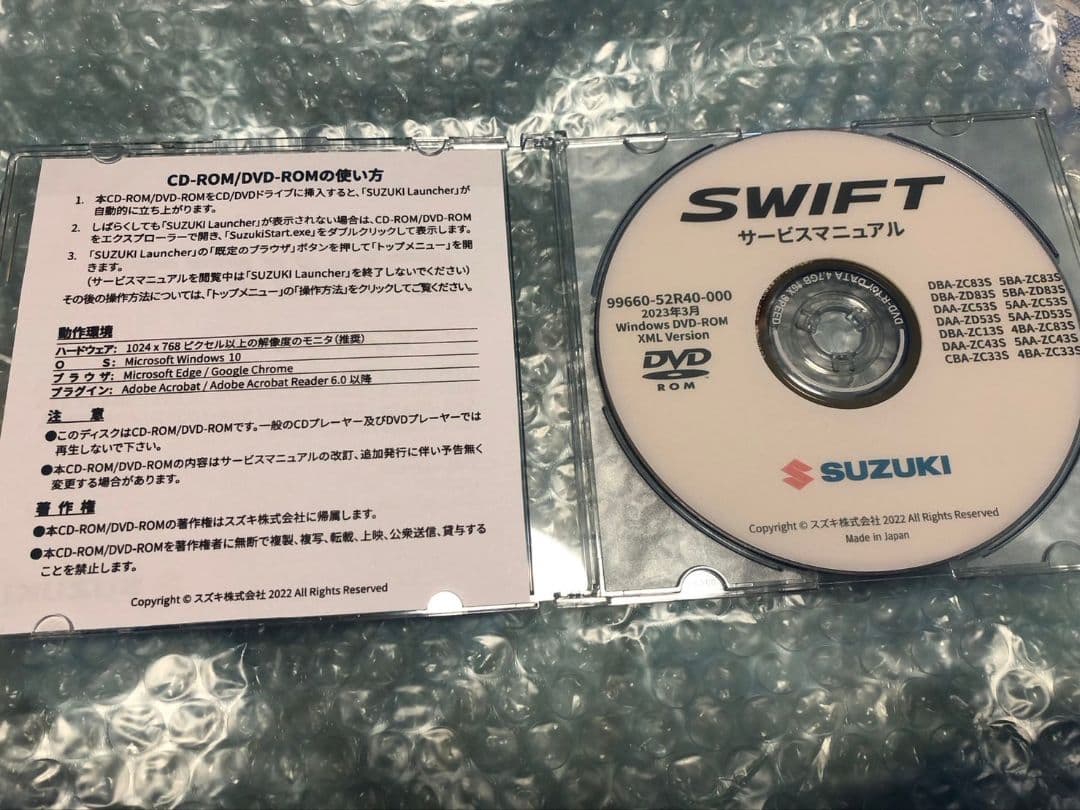 CD-ROM/DVD-ROMの使い方
1. 本CD-ROM/DVD-ROMをCD/DVDドライブに挿入すると、「SUZUKI Launcher」が
自動的に立ち上がります。
2. しばらくしても「SUZUKI Launcher」が表示されない場合は、CD-ROM/DVD-ROM
をエクスプローラーで開き、「SuzukiStart.exe」をダブルクリックして表示します。
3. 「SUZUKI Launcher」の「既定のブラウザ」ボタンを押して「トップメニュー」を開
きます。
(サービスマニュアルを閲覧中は「SUZUKI Launcher」を終了しないでください)
その後の操作方法については、「トップメニュー」の「操作方法」をクリックしてご覧ください。
動作環境
ハードウェア: 1024 x 768 ピクセル以上の解像度のモニタ(推奨)
O S: Microsoft Windows 10
ブラウザ: Microsoft Edge / Google Chrome
プラグイン: Adobe Acrobat / Adobe Acrobat Reader 6.0 以降
注 意
●このディスクはCD-ROM/DVD-ROMです。一般のCDプレーヤー及びDVDプレーヤーでは
再生しないで下さい。
●本CD-ROM/DVD-ROMの内容はサービスマニュアルの改訂、追加発行に伴い予告無く
変更する場合があります。
著作権
●本CD-ROM/DVD-ROMの著作権はスズキ株式会社に帰属します。
●本CD-ROM/DVD-ROMを著作権者に無断で複製、複写、転載、上映、公衆送信、貸与する
ことを禁止します。
Copyright © スズキ株式会社 2022 All Rights Reserved
SWIFT
サービスマニュアル
99660-52R40-000
2023年3月
Windows DVD-ROM
XML Version
DVD
ROM
DVD-R for DATA 4.7GB 16X SPEED
DBA-ZC83S 5BA-ZC83S
DBA-ZD83S 5BA-ZD83S
DAA-ZC53S 5AA-ZC53S
DAA-ZD53S 5AA-ZD53S
DBA-ZC13S 4BA-ZC83S
DAA-ZC43S 5AA-ZC43S
CBA-ZC33S 4BA-ZC33S
SUZUKI
Copyright © スズキ株式会社 2022 All Rights Reserved
Made in Japan